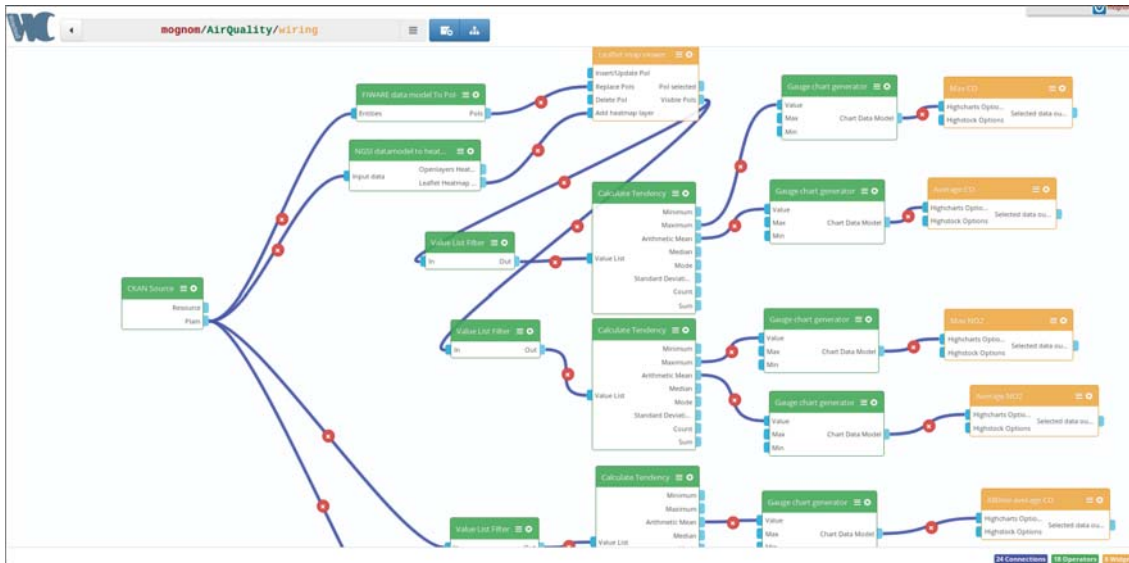 WC
mognom/AirQuality/wiring
FIWARE data model To PoI
Entities
PoIs
NGSI datamodel to heat...
Input data
Openlayers Heat...
Leaflet Heatmap ...
Insert/Update PoI
Replace PoIs
PoI selected
Delete PoI
Visible PoIs
Add heatmap layer
Gauge chart generator
Value
Max
Chart Data Model
Min
Max CO
Highcharts Optio...
Selected data ou...
Highstock Options
Calculate Tendency
Minimum
Maximum
Arithmetic Mean
Median
Value List
Mode
Standard Deviati...
Count
Sum
Gauge chart generator
Value
Max
Chart Data Model
Min
Average CO
Highcharts Optio...
Selected data ou...
Highstock Options
Value List Filter
In
Out
CKAN Source
Resource
Plain
Value List Filter
In
Out
Calculate Tendency
Minimum
Maximum
Arithmetic Mean
Median
Value List
Mode
Standard Deviati...
Count
Sum
Gauge chart generator
Value
Max
Chart Data Model
Min
Max NO2
Highcharts Optio...
Selected data ou...
Highstock Options
Gauge chart generator
Value
Max
Chart Data Model
Min
Average NO2
Highcharts Optio...
Selected data ou...
Highstock Options
Calculate Tendency
Minimum
Maximum
Arithmetic Mean
Median
Value List
Value List Filter
Out
Gauge chart generator
Value
Max
Chart Data Model
average CO
Highcharts Optio...
Selected data ou...
Highstock Options
24 Connections
Operators